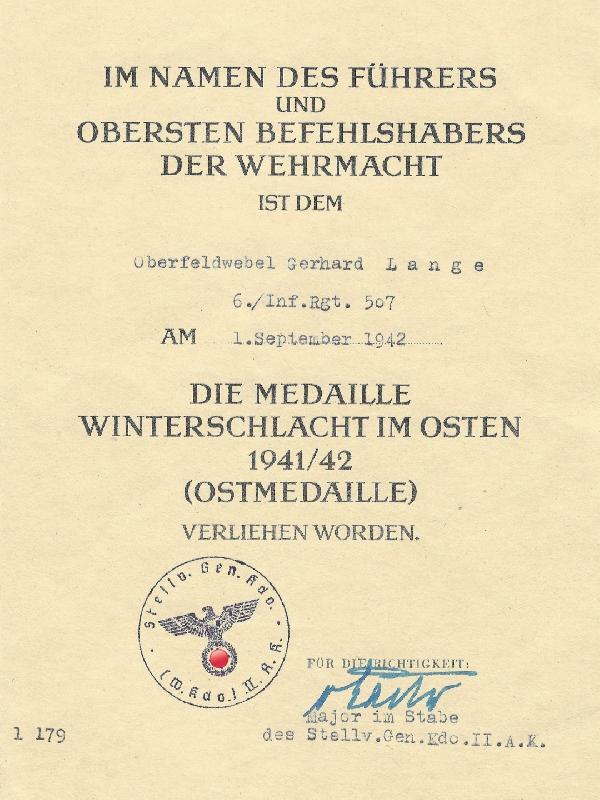 IM NAMEN DES FÜHRERS
UND
OBERSTEN BEFEHLSHABERS
DER WEHRMACHT
IST DEM
Oberfeldwebel Gerhard L a n g e
6./Inf.Rgt. 507
AM 1.September 1942
DIE MEDAILLE
WINTERSCHLACHT IM OSTEN
1941/42
(OSTMEDAILLE)
VERLIEHEN WORDEN.
Stellv. Gen. Kdo.
(W. Kdo.) II. A. K.
FÜR DIE RICHTIGKEIT:
Major im Stabe
des Stellv.Gen.Kdo.II.A.K.
1 179